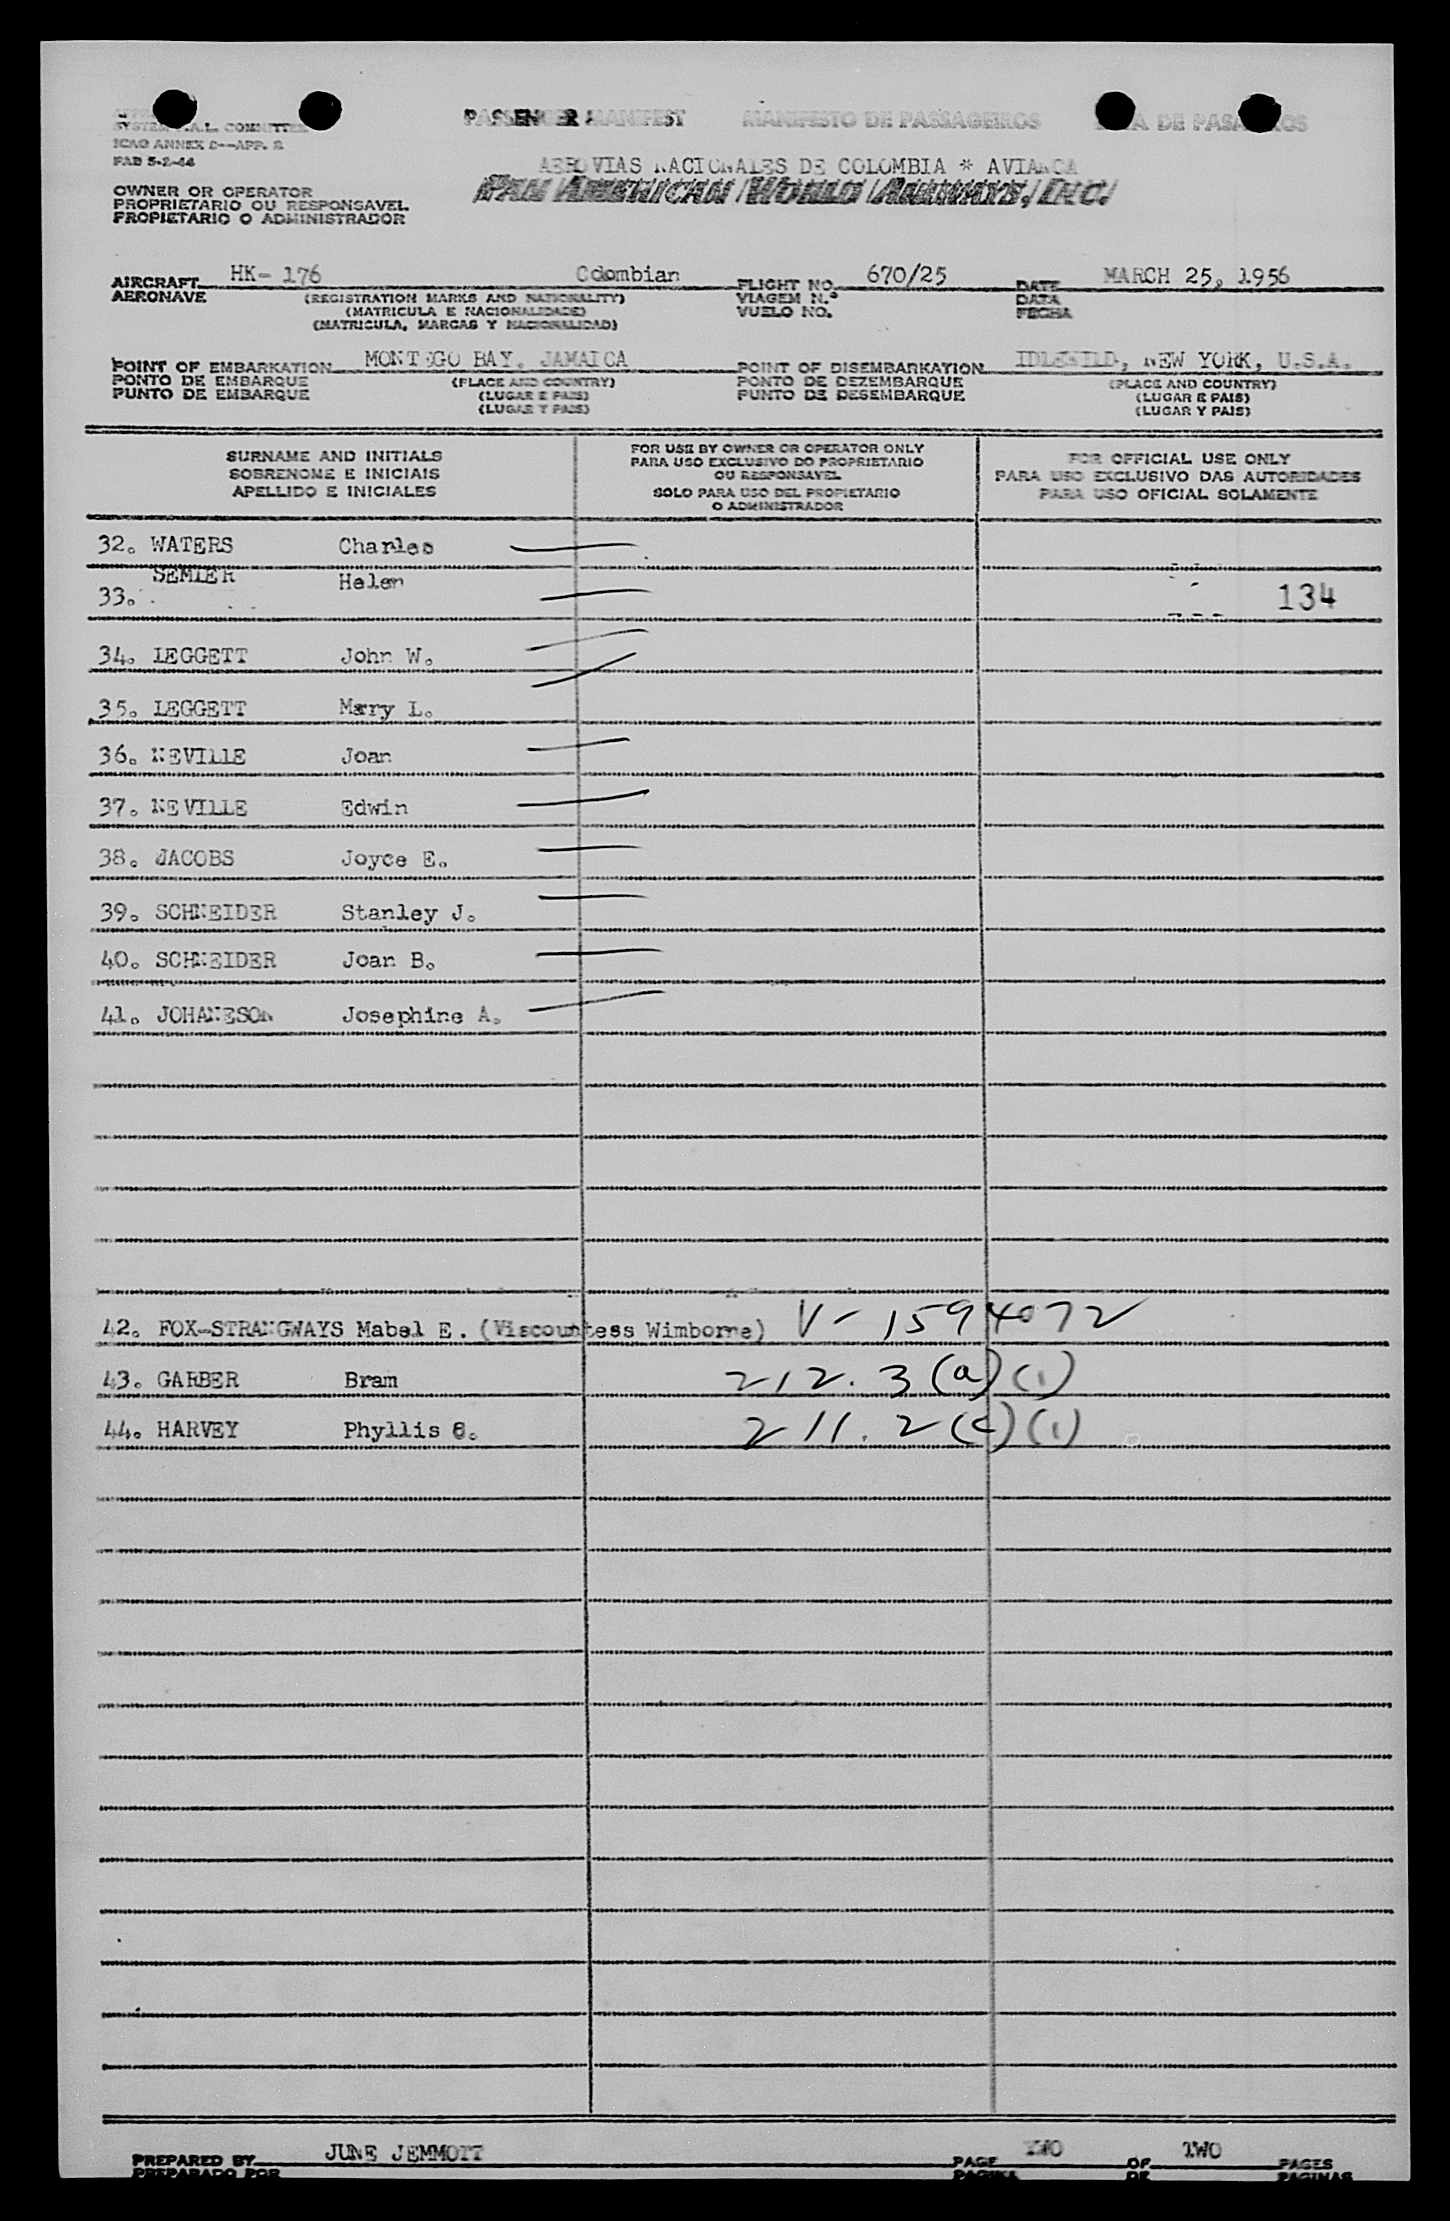 PASSENGER MANIFEST MANIFESTO DE PASSAGEIROS DE PASAJEROS
SYSTEM F.A.L. COMMITTEE
ICAO ANNEX 9--APP. 2
FAB 5-2-44
AEROVIAS NACIONALES DE COLOMBIA * AVIANCA
PAN AMERICAN WORLD AIRWAYS, INC.
OWNER OR OPERATOR
PROPRIETARIO OU RESPONSAVEL
PROPIETARIO O ADMINISTRADOR
AIRCRAFT HK- 176 Colombian FLIGHT NO. 670/25 DATE MARCH 25, 1956
AERONAVE (REGISTRATION MARKS AND NATIONALITY) VIAGEM N.º DATA
(MATRICULA E NACIONALIDADE) VUELO NO. FECHA
(MATRICULA, MARCAS Y NACIONALIDAD)
POINT OF EMBARKATION MONTEGO BAY, JAMAICA POINT OF DISEMBARKATION IDLEWILD, NEW YORK, U.S.A.
PONTO DE EMBARQUE (PLACE AND COUNTRY) PONTO DE DEZEMBARQUE (PLACE AND COUNTRY)
PUNTO DE EMBARQUE (LUGAR E PAIS) PUNTO DE DESEMBARQUE (LUGAR E PAIS)
(LUGAR Y PAIS) (LUGAR Y PAIS)
SURNAME AND INITIALS
SOBRENOME E INICIAIS
APELLIDO E INICIALES
FOR USE BY OWNER OR OPERATOR ONLY
PARA USO EXCLUSIVO DO PROPRIETARIO
OU RESPONSAVEL
SOLO PARA USO DEL PROPIETARIO
O ADMINISTRADOR
FOR OFFICIAL USE ONLY
PARA USO EXCLUSIVO DAS AUTORIDADES
PARA USO OFICIAL SOLAMENTE
32. WATERS Charles
33. SEMLER Helen 134
34. LEGGETT John W.
35. LEGGETT Mary L.
36. NEVILLE Joan
37. NEVILLE Edwin
38. JACOBS Joyce E.
39. SCHNEIDER Stanley J.
40. SCHNEIDER Joan B.
41. JOHANESON Josephine A.
42. FOX-STRANGWAYS Mabel E. (Viscountess Wimborne) V-1594072
43. GARBER Bram 212.3(a)(1)
44. HARVEY Phyllis 211.2(c)(1)
PREPARED BY JUNE JEMMOTT PAGE TWO OF TWO PAGES
PREPARADO POR PAGINA DE PAGINAS